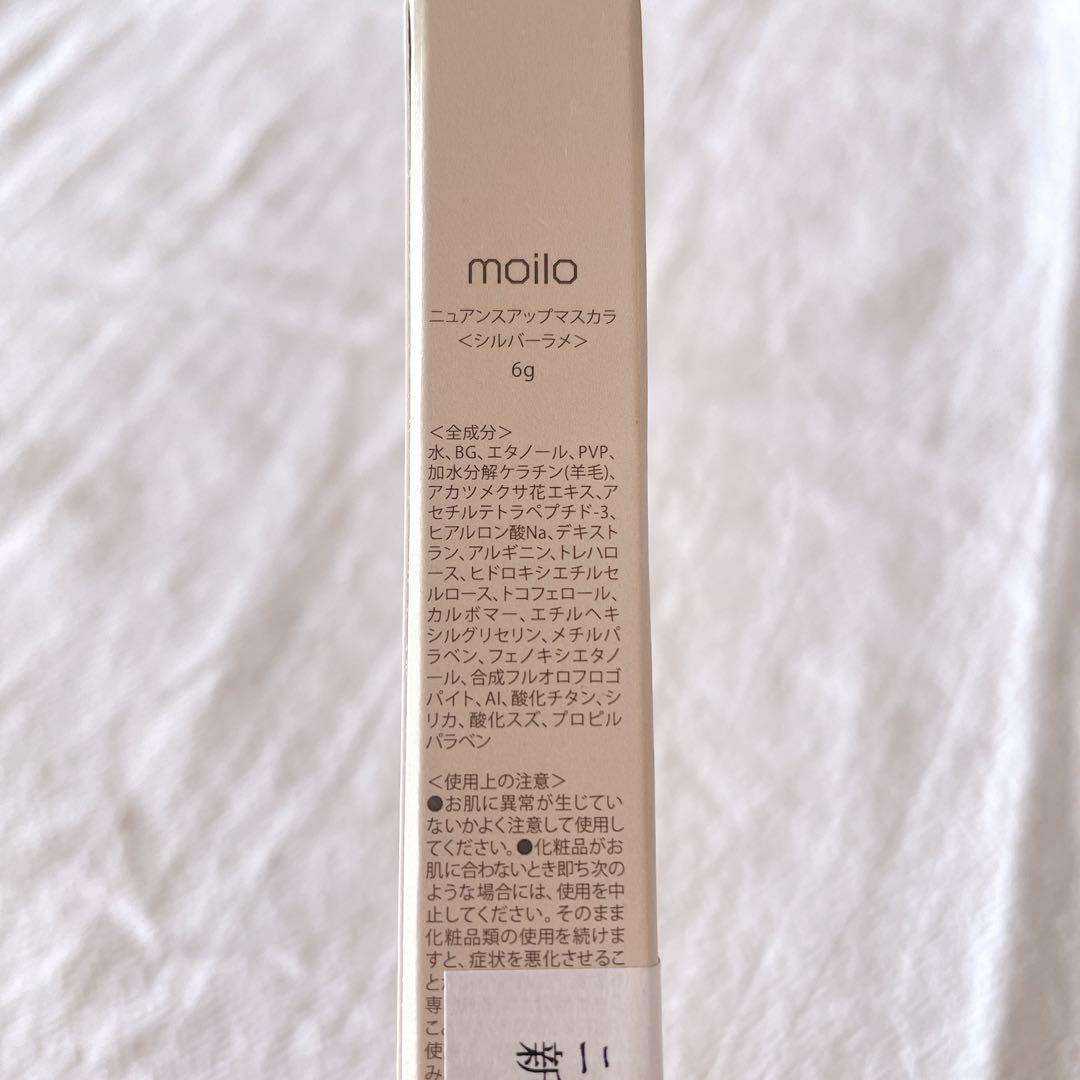 moilo
ニュアンスアップマスカラ
＜シルバーラメ＞
6g
＜全成分＞
水、BG、エタノール、PVP、
加水分解ケラチン(羊毛)、
アカツメクサ花エキス、ア
セチルテトラペプチド-3、
ヒアルロン酸Na、デキスト
ラン、アルギニン、トレハロ
ース、ヒドロキシエチルセ
ルロース、トコフェロール、
カルボマー、エチルヘキ
シルグリセリン、メチルパ
ラベン、フェノキシエタノ
ール、合成フルオロフロゴ
パイト、Al、酸化チタン、シ
リカ、酸化スズ、プロピル
パラベン
＜使用上の注意＞
●お肌に異常が生じてい
ないかよく注意して使用し
てください。●化粧品がお
肌に合わないとき即ち次の
ような場合には、使用を中
止してください。そのまま
化粧品類の使用を続けま
すと、症状を悪化させるこ
と
専
こ
使
み
ニ
新